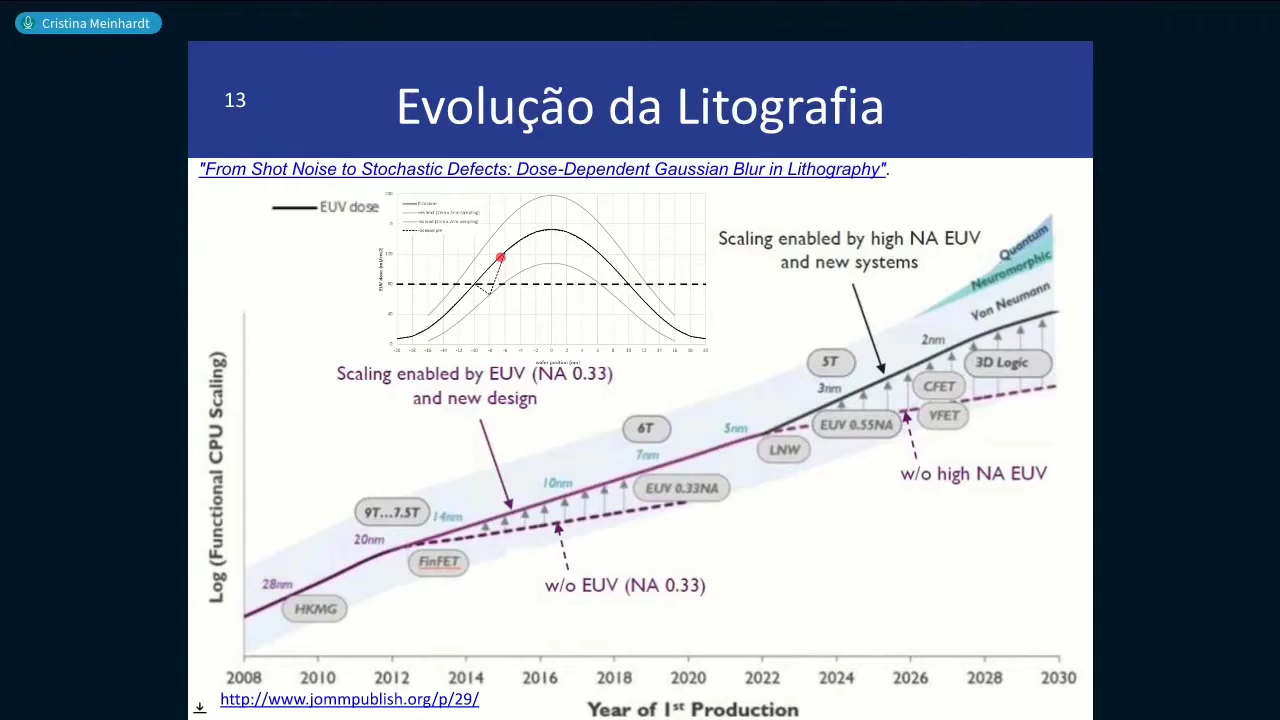 Cristina Meinhardt
13
Evolução da Litografia
"From Shot Noise to Stochastic Defects: Dose-Dependent Gaussian Blur in Lithography".
EUV dose
EUV dose
Scaling enabled by high NA EUV
and new systems
Quantum
Neuromorphic
Von Neumann
wafer position (nm)
Scaling enabled by EUV (NA 0.33)
and new design
2nm
5T
3D Logic
3nm
CFET
VFET
6T
5nm
EUV 0.55NA
LNW
7nm
w/o high NA EUV
10nm
EUV 0.33NA
9T...7.5T
14nm
20nm
FinFET
w/o EUV (NA 0.33)
28nm
HKMG
Log (Functional CPU Scaling)
2008 2010 2012 2014 2016 2018 2020 2022 2024 2026 2028 2030
http://www.jommpublish.org/p/29/
Year of 1st Production